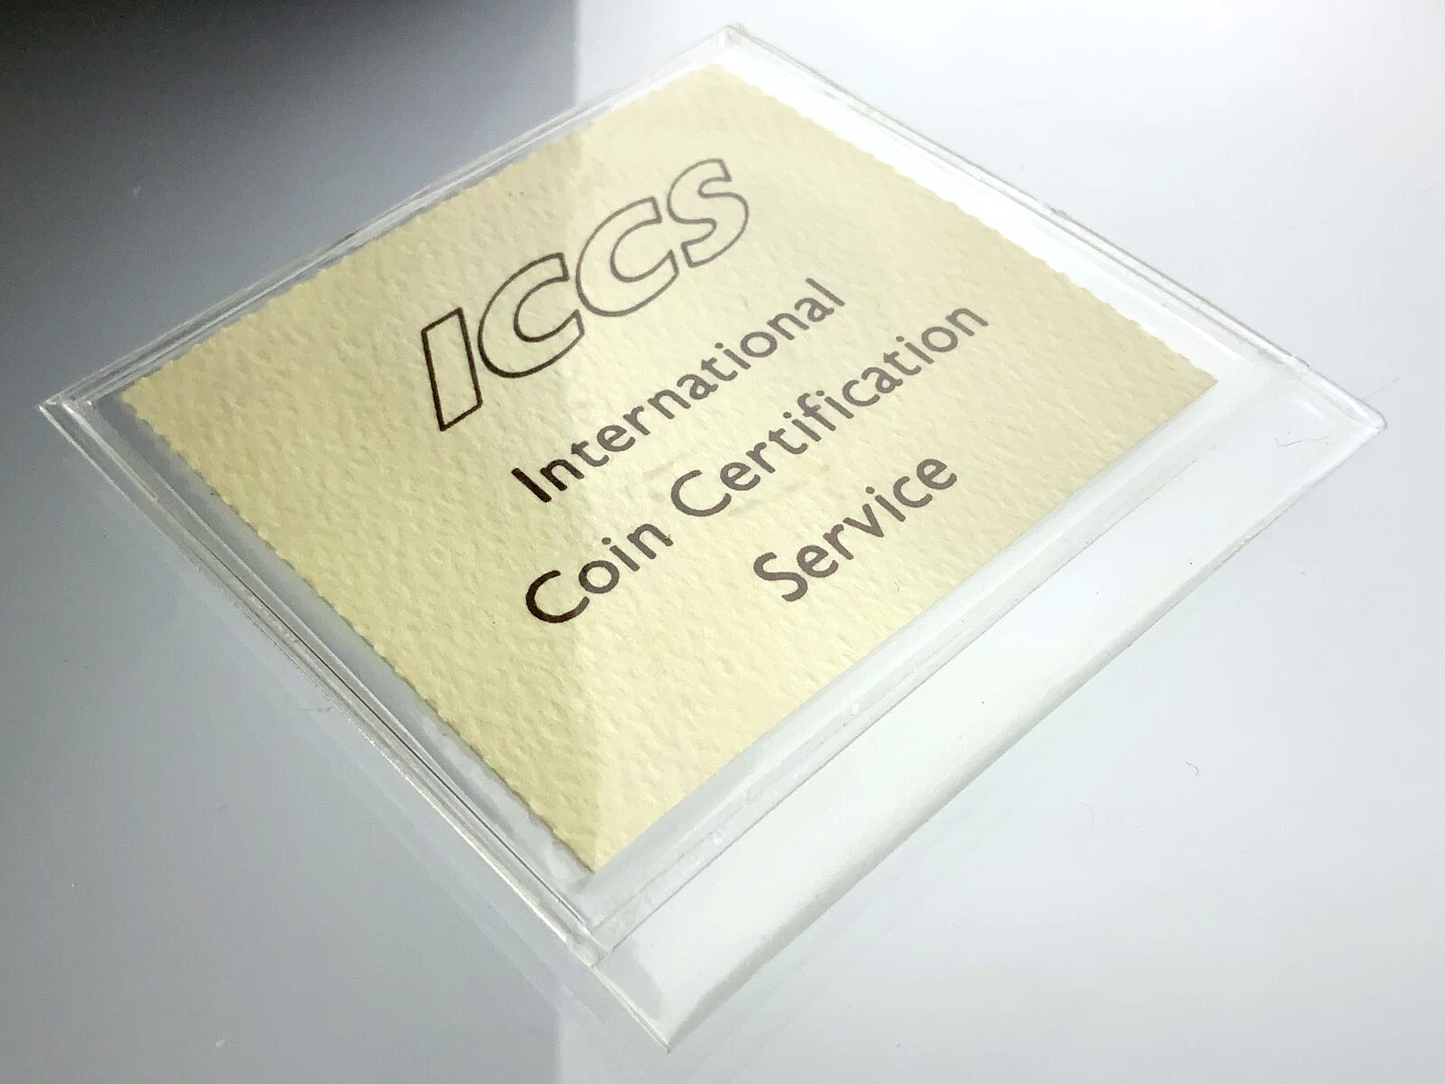 ICCS
International
Coin Certification
Service